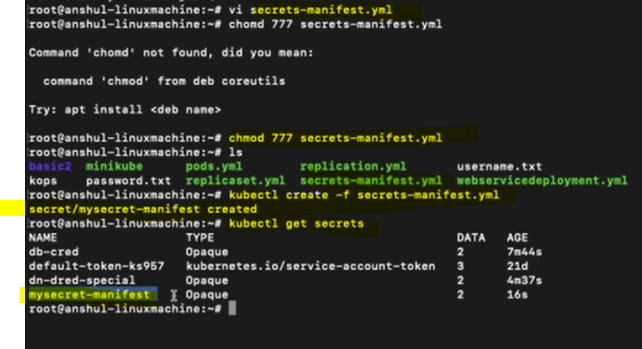 root@anshul-linuxmachine:~# vi secrets-manifest.yml
root@anshul-linuxmachine:~# chomd 777 secrets-manifest.yml
Command 'chomd' not found, did you mean:
command 'chmod' from deb coreutils
Try: apt install <deb name>
root@anshul-linuxmachine:~# chmod 777 secrets-manifest.yml
root@anshul-linuxmachine:~# ls
basic2 minikube pods.yml replication.yml username.txt
kops password.txt replicaset.yml secrets-manifest.yml webservicedeployment.yml
root@anshul-linuxmachine:~# kubectl create -f secrets-manifest.yml
secret/mysecret-manifest created
root@anshul-linuxmachine:~# kubectl get secrets
NAME TYPE DATA AGE
db-cred Opaque 2 7m44s
default-token-ks957 kubernetes.io/service-account-token 3 21d
dn-dred-special Opaque 2 4m37s
mysecret-manifest Opaque 2 16s
root@anshul-linuxmachine:~#